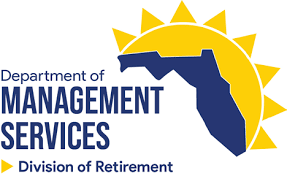 Department of
MANAGEMENT
SERVICES
Division of Retirement